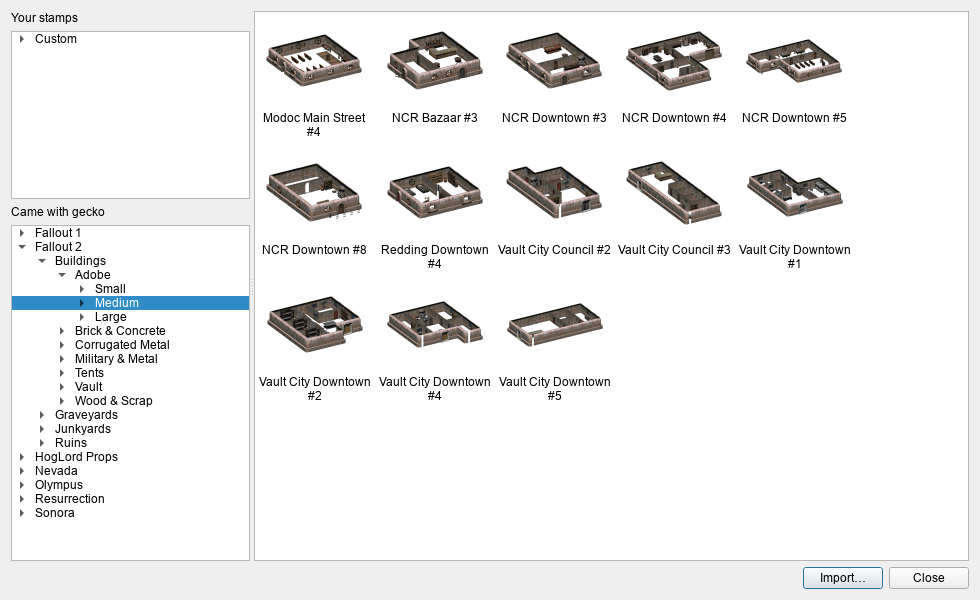 Your stamps
Custom
Came with gecko
Fallout 1
Fallout 2
Buildings
Adobe
Small
Medium
Large
Brick & Concrete
Corrugated Metal
Military & Metal
Tents
Vault
Wood & Scrap
Graveyards
Junkyards
Ruins
HogLord Props
Nevada
Olympus
Resurrection
Sonora
Modoc Main Street
#4
NCR Bazaar #3
NCR Downtown #3
NCR Downtown #4
NCR Downtown #5
NCR Downtown #8
Redding Downtown
#4
Vault City Council #2
Vault City Council #3
Vault City Downtown
#1
Vault City Downtown
#2
Vault City Downtown
#4
Vault City Downtown
#5
Import…
Close